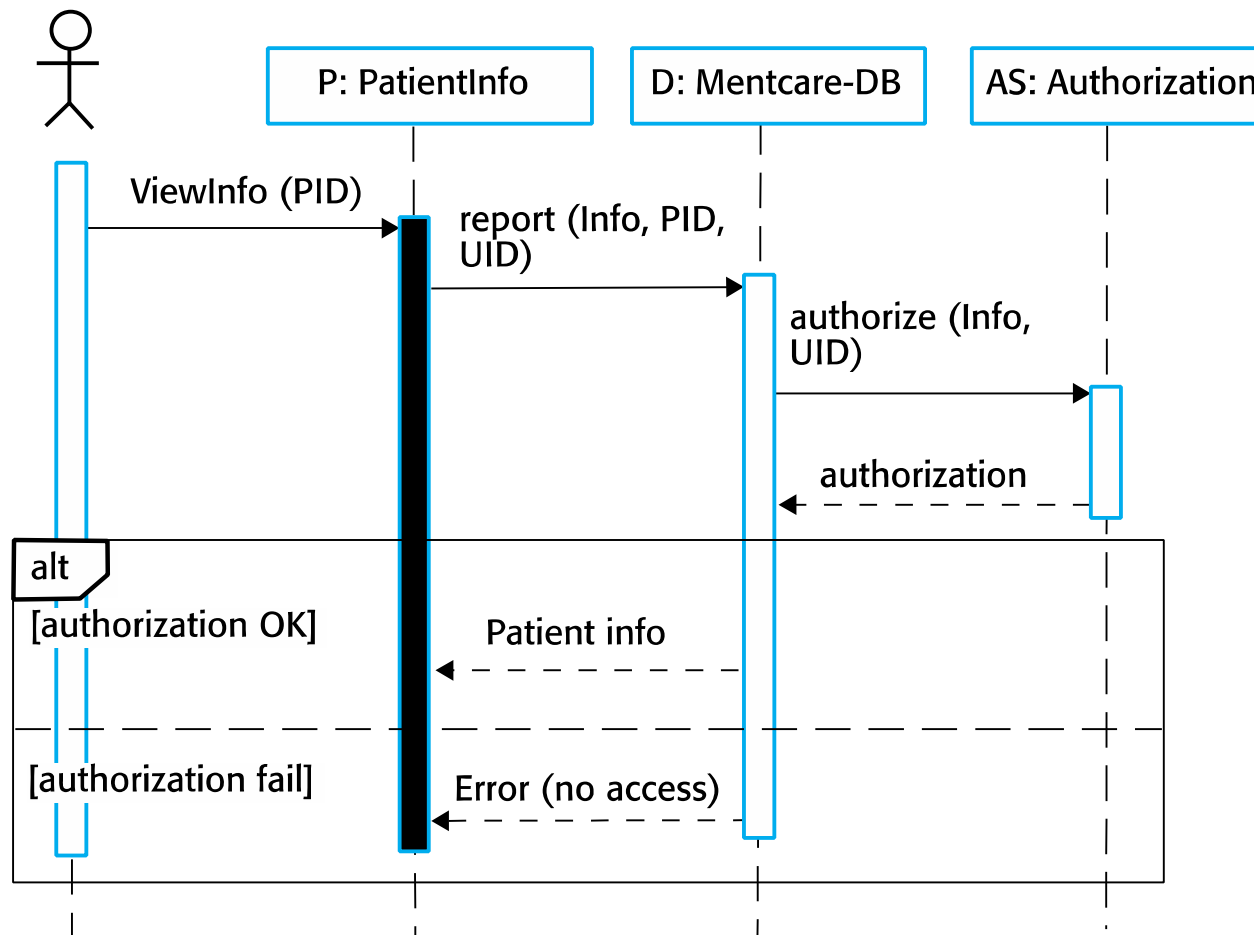 P: PatientInfo
D: Mentcare-DB
AS: Authorization
ViewInfo (PID)
report (Info, PID,
UID)
authorize (Info,
UID)
authorization
alt
[authorization OK]
Patient info
[authorization fail]
Error (no access)